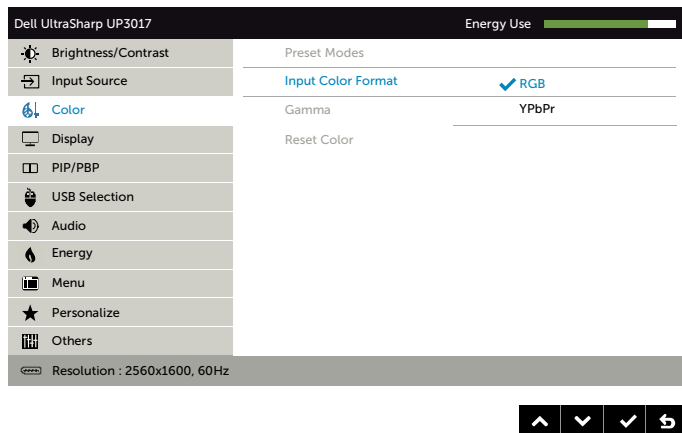 Dell UltraSharp UP3017 Energy Use
Brightness/Contrast Preset Modes
Input Source Input Color Format RGB
Color Gamma YPbPr
Display Reset Color
PIP/PBP
USB Selection
Audio
Energy
Menu
Personalize
Others
Resolution : 2560x1600, 60Hz